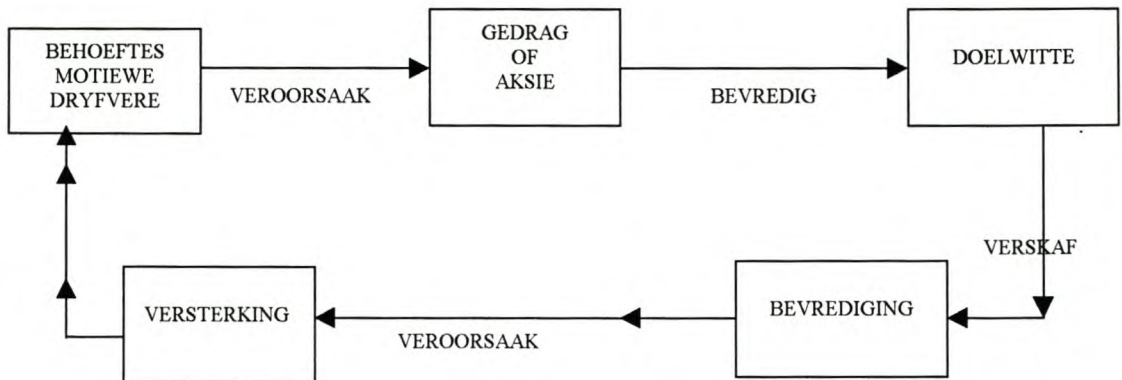 BEHOEFTES
MOTIEWE
DRYFVERE
VEROORSAAK
GEDRAG
OF
AKSIE
BEVREDIG
DOELWITTE
VERSKAF
BEVREDIGING
VEROORSAAK
VERSTERKING